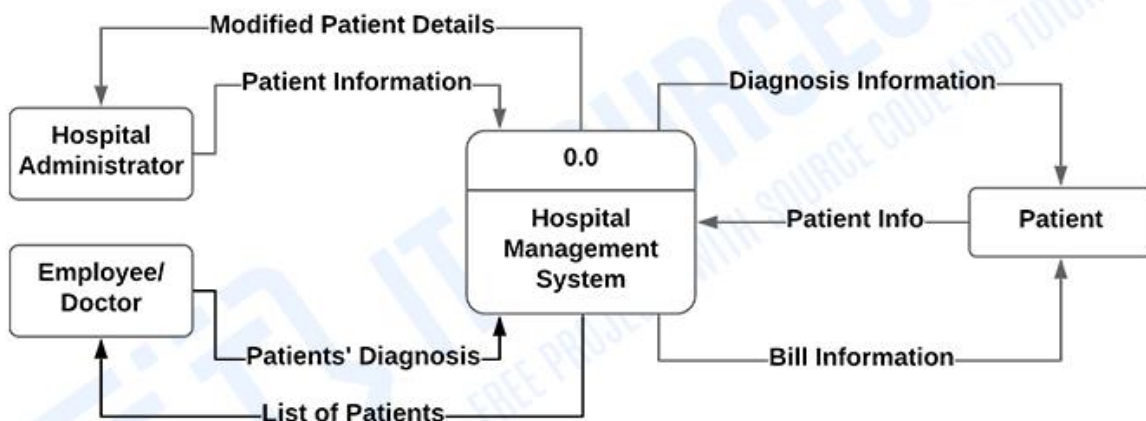 Modified Patient Details
Patient Information
Diagnosis Information
Hospital
Administrator
0.0
Hospital
Management
System
Patient Info
Patient
Employee/
Doctor
Patients' Diagnosis
Bill Information
List of Patients